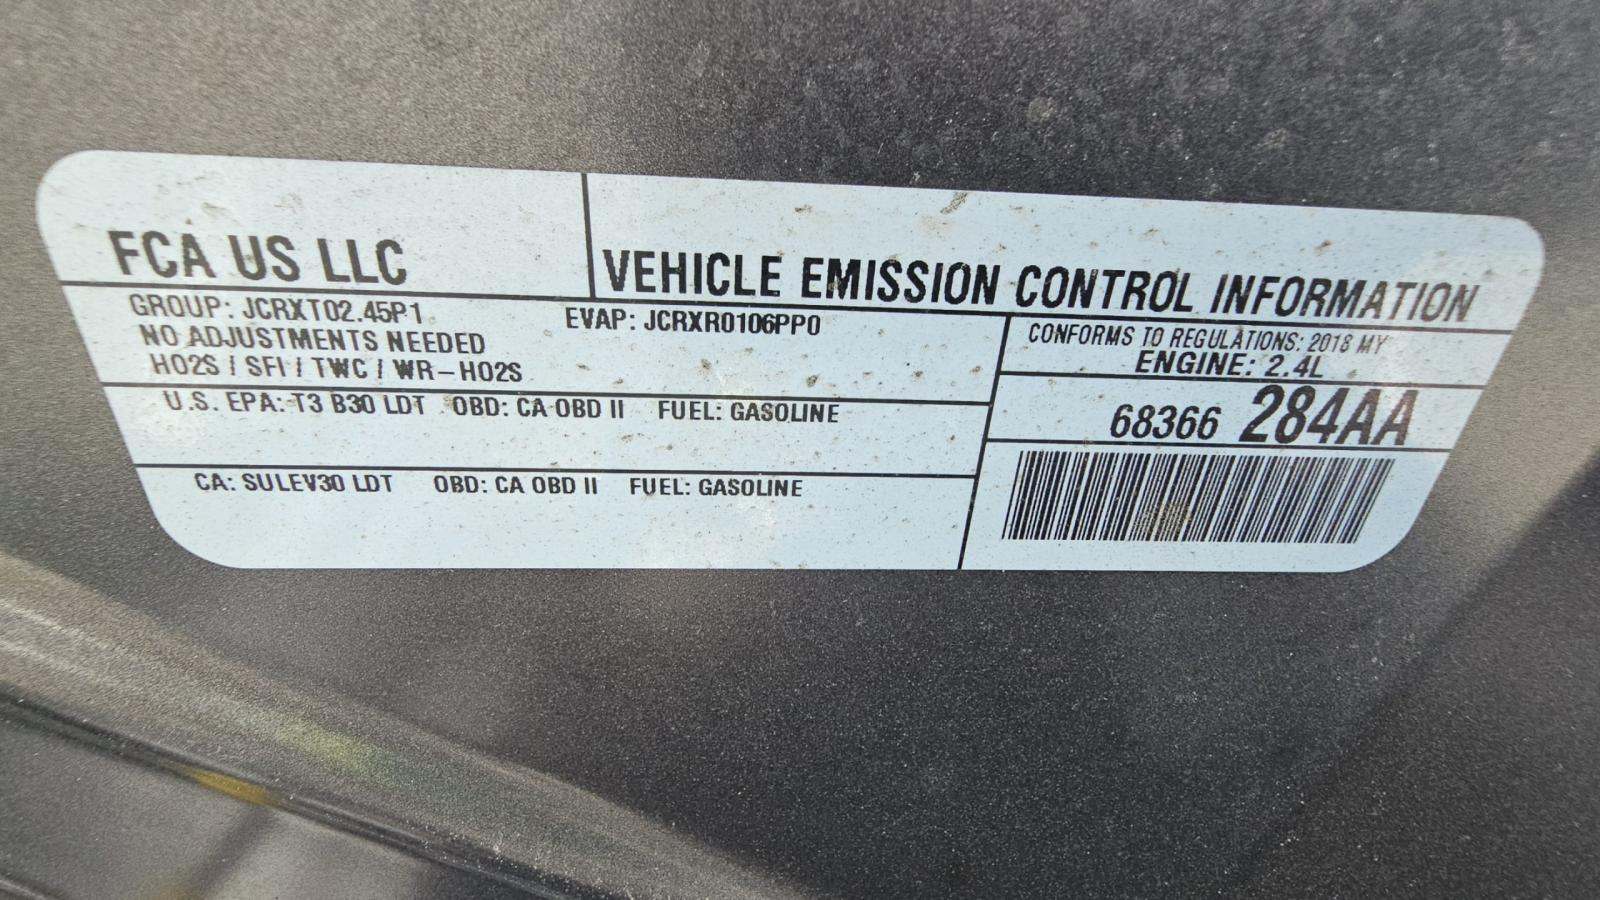 FCA US LLC
VEHICLE EMISSION CONTROL INFORMATION
GROUP: JCRXT02.45P1
EVAP: JCRXR0106PP0
NO ADJUSTMENTS NEEDED
HO2S / SFI / TWC / WR-HO2S
CONFORMS TO REGULATIONS: 2018 MY
ENGINE: 2.4L
U.S. EPA: T3 B30 LDT OBD: CA OBD II FUEL: GASOLINE
68366 284AA
CA: SULEV30 LDT OBD: CA OBD II FUEL: GASOLINE